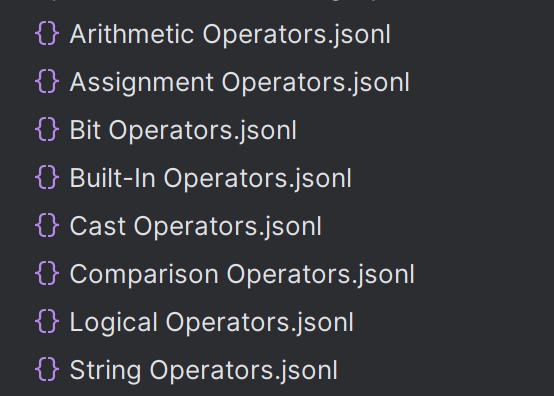 {} Arithmetic Operators.jsonl
{} Assignment Operators.jsonl
{} Bit Operators.jsonl
{} Built-In Operators.jsonl
{} Cast Operators.jsonl
{} Comparison Operators.jsonl
{} Logical Operators.jsonl
{} String Operators.jsonl